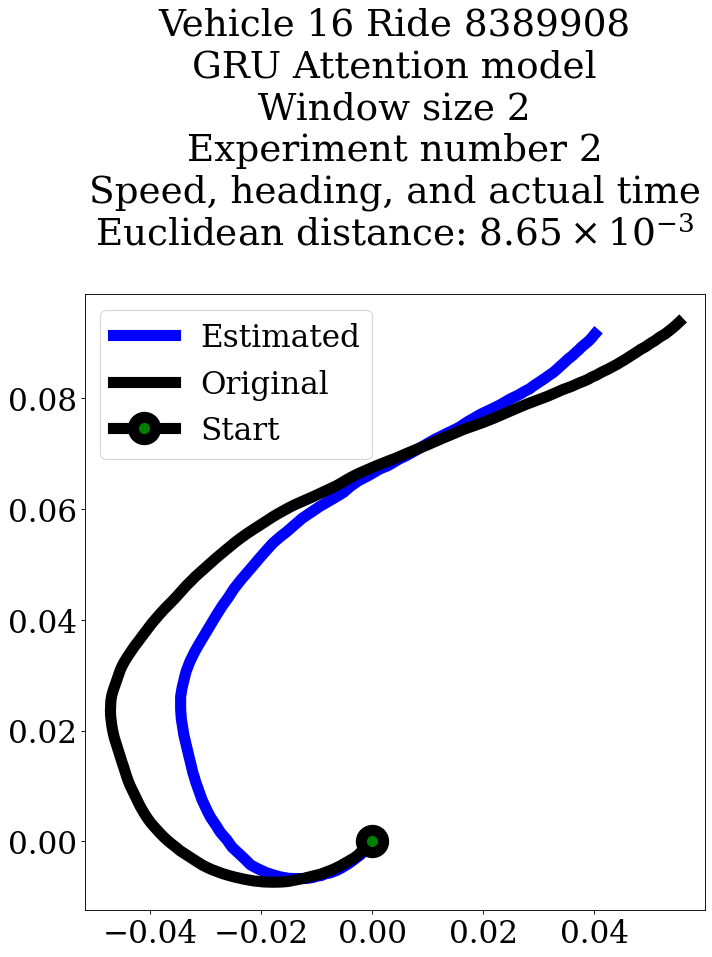 Vehicle 16 Ride 8389908
GRU Attention model
Window size 2
Experiment number 2
Speed, heading, and actual time
Euclidean distance: 8.65 × 10⁻³
Estimated
Original
Start
0.08
0.06
0.04
0.02
0.00
−0.04 −0.02 0.00 0.02 0.04